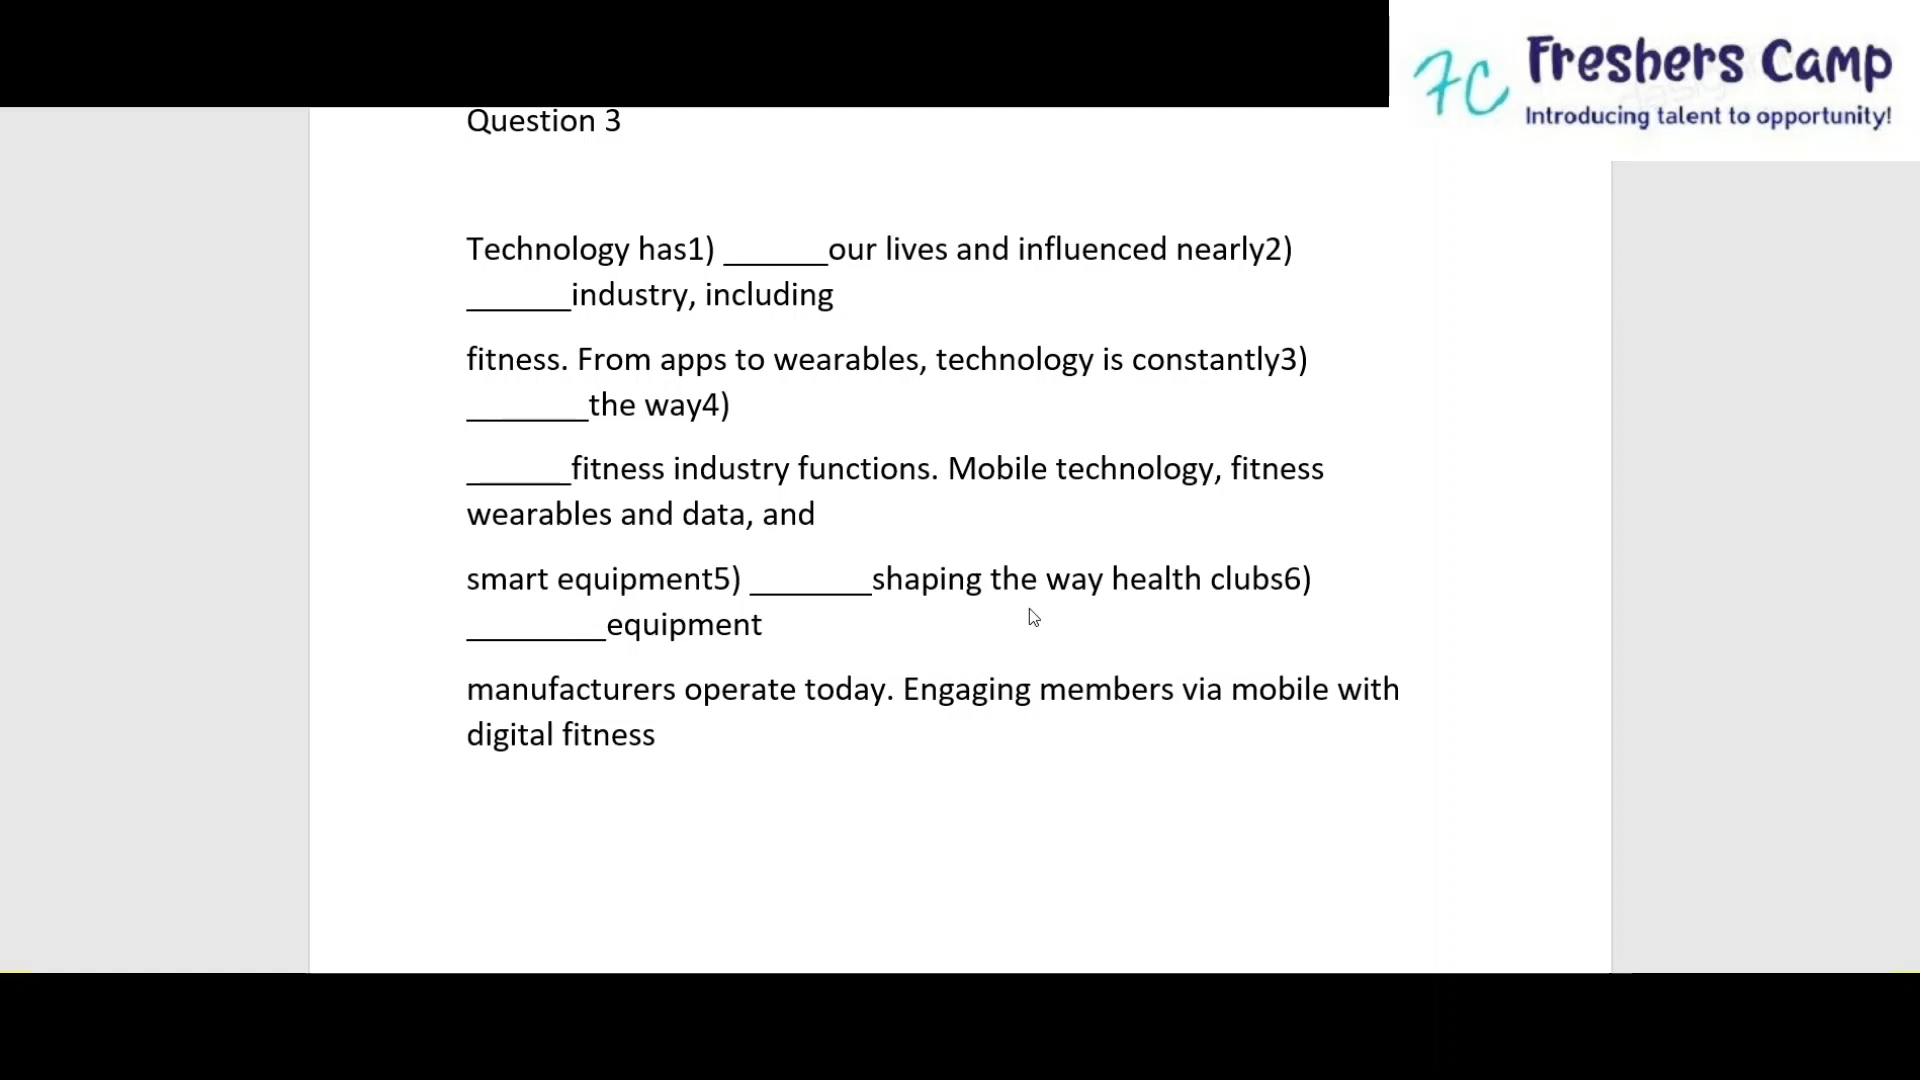 Freshers Camp
FC
Introducing talent to opportunity!
Question 3
Technology has1) ______our lives and influenced nearly2)
______industry, including
fitness. From apps to wearables, technology is constantly3)
_______the way4)
______fitness industry functions. Mobile technology, fitness
wearables and data, and
smart equipment5) _______shaping the way health clubs6)
________equipment
manufacturers operate today. Engaging members via mobile with
digital fitness